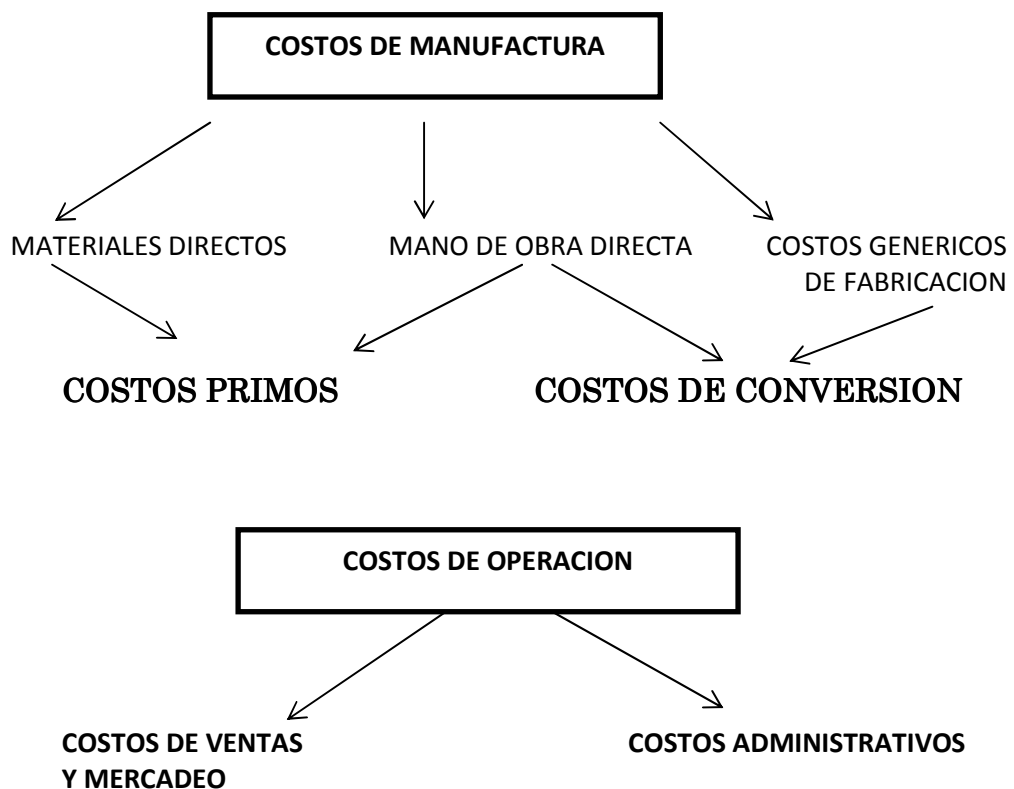 COSTOS DE MANUFACTURA
MATERIALES DIRECTOS
MANO DE OBRA DIRECTA
COSTOS GENERICOS
DE FABRICACION
COSTOS PRIMOS
COSTOS DE CONVERSION
COSTOS DE OPERACION
COSTOS DE VENTAS
Y MERCADEO
COSTOS ADMINISTRATIVOS